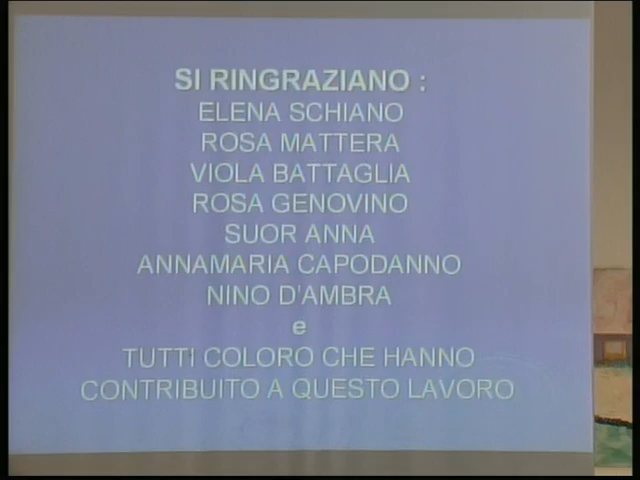 SI RINGRAZIANO :
ELENA SCHIANO
ROSA MATTERA
VIOLA BATTAGLIA
ROSA GENOVINO
SUOR ANNA
ANNAMARIA CAPODANNO
NINO D'AMBRA
e
TUTTI COLORO CHE HANNO
CONTRIBUITO A QUESTO LAVORO